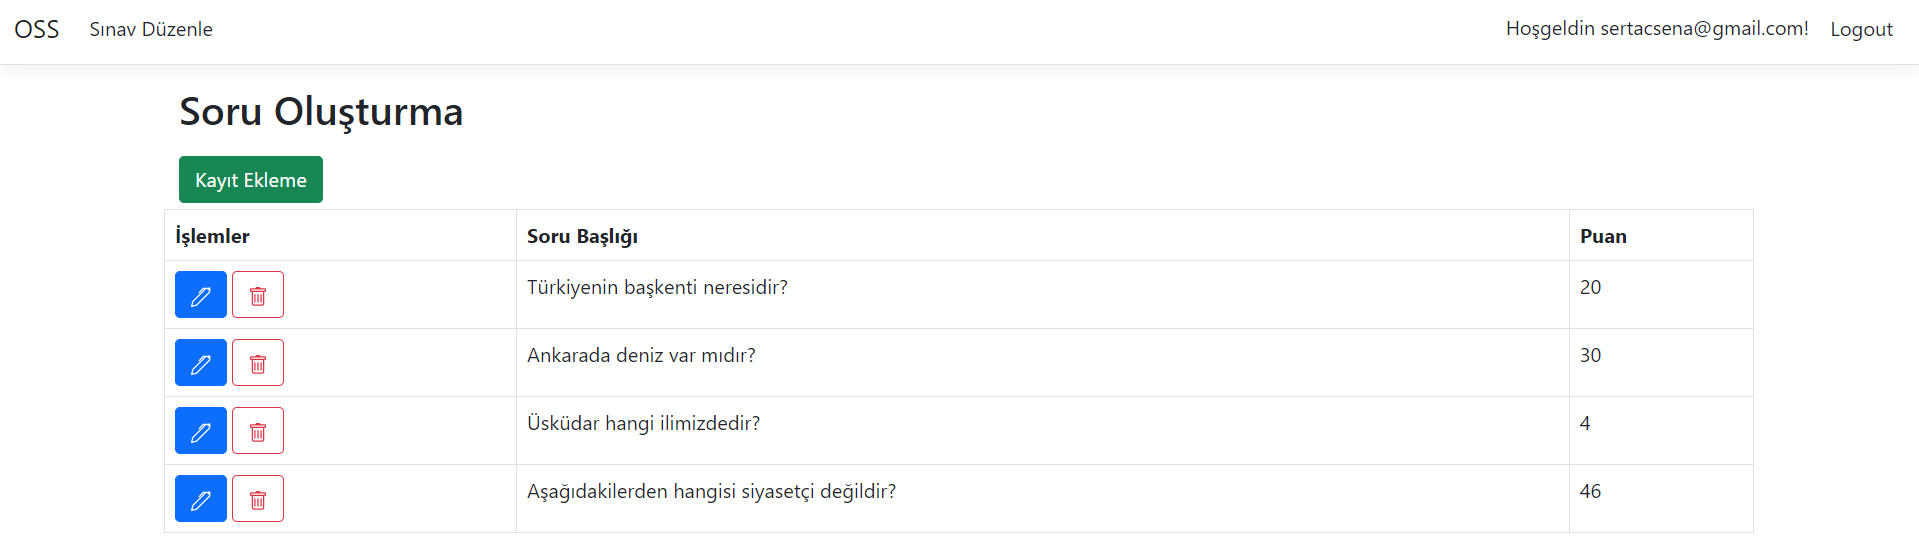 OSS Sınav Düzenle Hoşgeldin sertacsena@gmail.com! Logout
Soru Oluşturma
Kayıt Ekleme
İşlemler Soru Başlığı Puan
Türkiyenin başkenti neresidir? 20
Ankarada deniz var mıdır? 30
Üsküdar hangi ilimizdedir? 4
Aşağıdakilerden hangisi siyasetçi değildir? 46